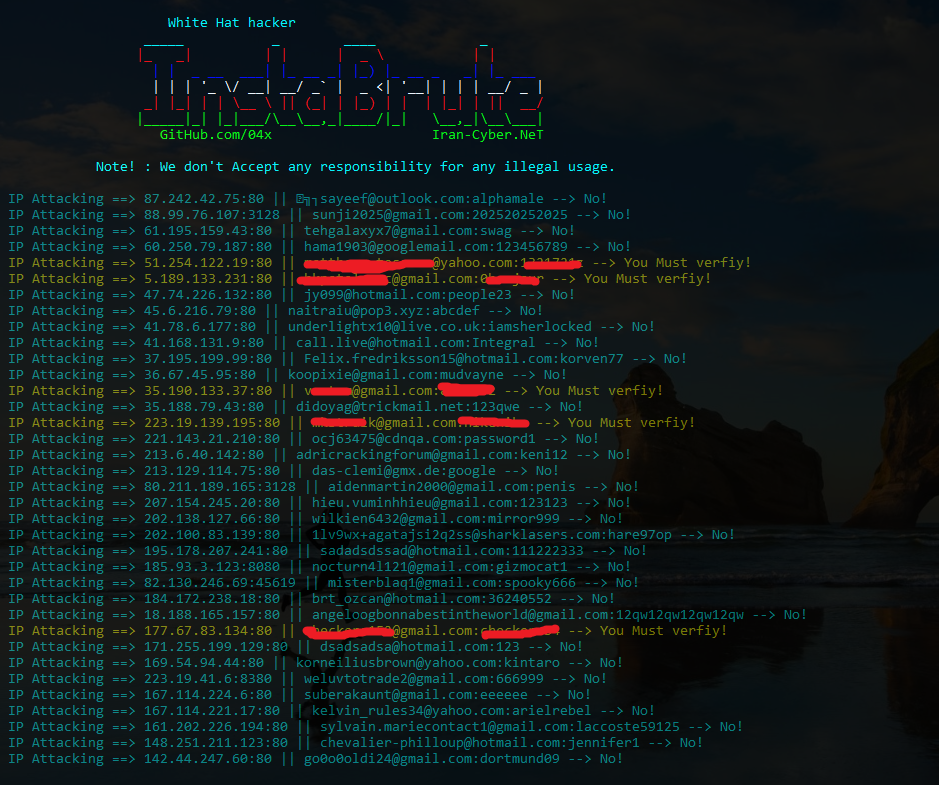 White Hat hacker
InstaBrute
GitHub.com/04x Iran-Cyber.NeT
Note! : We don't Accept any responsibility for any illegal usage.
IP Attacking ==> 87.242.42.75:80 || sayeef@outlook.com:alphamale --> No!
IP Attacking ==> 88.99.76.107:3128 || sunji2025@gmail.com:202520252025 --> No!
IP Attacking ==> 61.195.159.43:80 || tehgalaxyx7@gmail.com:swag --> No!
IP Attacking ==> 60.250.79.187:80 || hama1903@googlemail.com:123456789 --> No!
IP Attacking ==> 51.254.122.19:80 || @yahoo.com: --> You Must verfiy!
IP Attacking ==> 5.189.133.231:80 || @gmail.com: --> You Must verfiy!
IP Attacking ==> 47.74.226.132:80 || jy099@hotmail.com:people23 --> No!
IP Attacking ==> 45.6.216.79:80 || naitraiu@pop3.xyz:abcdef --> No!
IP Attacking ==> 41.78.6.177:80 || underlightx10@live.co.uk:iamsherlocked --> No!
IP Attacking ==> 41.168.131.9:80 || call.live@hotmail.com:Integral --> No!
IP Attacking ==> 37.195.199.99:80 || Felix.fredriksson15@hotmail.com:korven77 --> No!
IP Attacking ==> 36.67.45.95:80 || koopixie@gmail.com:mudvayne --> No!
IP Attacking ==> 35.190.133.37:80 || @gmail.com: --> You Must verfiy!
IP Attacking ==> 35.188.79.43:80 || didoyag@trickmail.net:123qwe --> No!
IP Attacking ==> 223.19.139.195:80 || @gmail.com: --> You Must verfiy!
IP Attacking ==> 221.143.21.210:80 || ocj63475@cdnqa.com:password1 --> No!
IP Attacking ==> 213.6.40.142:80 || adricrackingforum@gmail.com:keni12 --> No!
IP Attacking ==> 213.129.114.75:80 || das-clemi@gmx.de:google --> No!
IP Attacking ==> 80.211.189.165:3128 || aidenmartin2000@gmail.com:penis --> No!
IP Attacking ==> 207.154.245.20:80 || hieu.vuminhhieu@gmail.com:123123 --> No!
IP Attacking ==> 202.138.127.66:80 || wilkien6432@gmail.com:mirror999 --> No!
IP Attacking ==> 202.100.83.139:80 || 1lv9wx+agatajsi2q2ss@sharklasers.com:hare97op --> No!
IP Attacking ==> 195.178.207.241:80 || sadadsdssad@hotmail.com:111222333 --> No!
IP Attacking ==> 185.93.3.123:8080 || nocturn4l121@gmail.com:gizmocat1 --> No!
IP Attacking ==> 82.130.246.69:45619 || misterblaq1@gmail.com:spooky666 --> No!
IP Attacking ==> 184.172.238.18:80 || brt_ozcan@hotmail.com:36240552 --> No!
IP Attacking ==> 18.188.165.157:80 || angeloogbonnabestintheworld@gmail.com:12qw12qw12qw12qw --> No!
IP Attacking ==> 177.67.83.134:80 || @gmail.com: --> You Must verfiy!
IP Attacking ==> 171.255.199.129:80 || dsadsadsa@hotmail.com:123 --> No!
IP Attacking ==> 169.54.94.44:80 || korneiliusbrown@yahoo.com:kintaro --> No!
IP Attacking ==> 223.19.41.6:8380 || weluvtotrade2@gmail.com:666999 --> No!
IP Attacking ==> 167.114.224.6:80 || suberakaunt@gmail.com:eeeeee --> No!
IP Attacking ==> 167.114.221.17:80 || kelvin_rules34@yahoo.com:arielrebel --> No!
IP Attacking ==> 161.202.226.194:80 || sylvain.mariecontact1@gmail.com:laccoste59125 --> No!
IP Attacking ==> 148.251.211.123:80 || chevalier-philloup@hotmail.com:jennifer1 --> No!
IP Attacking ==> 142.44.247.60:80 || go0o0oldi24@gmail.com:dortmund09 --> No!